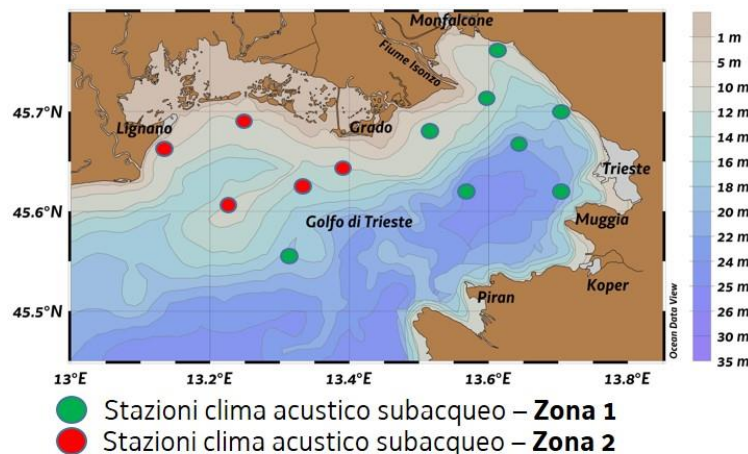 Monfalcone
Fiume Isonzo
45.7°N
Lignano
Grado
Trieste
45.6°N
Golfo di Trieste
Muggia
45.5°N
Piran
Koper
13°E
13.2°E
13.4°E
13.6°E
13.8°E
Ocean Data View
1 m
5 m
10 m
12 m
14 m
16 m
18 m
20 m
22 m
24 m
26 m
30 m
35 m
Stazioni clima acustico subacqueo – Zona 1
Stazioni clima acustico subacqueo – Zona 2